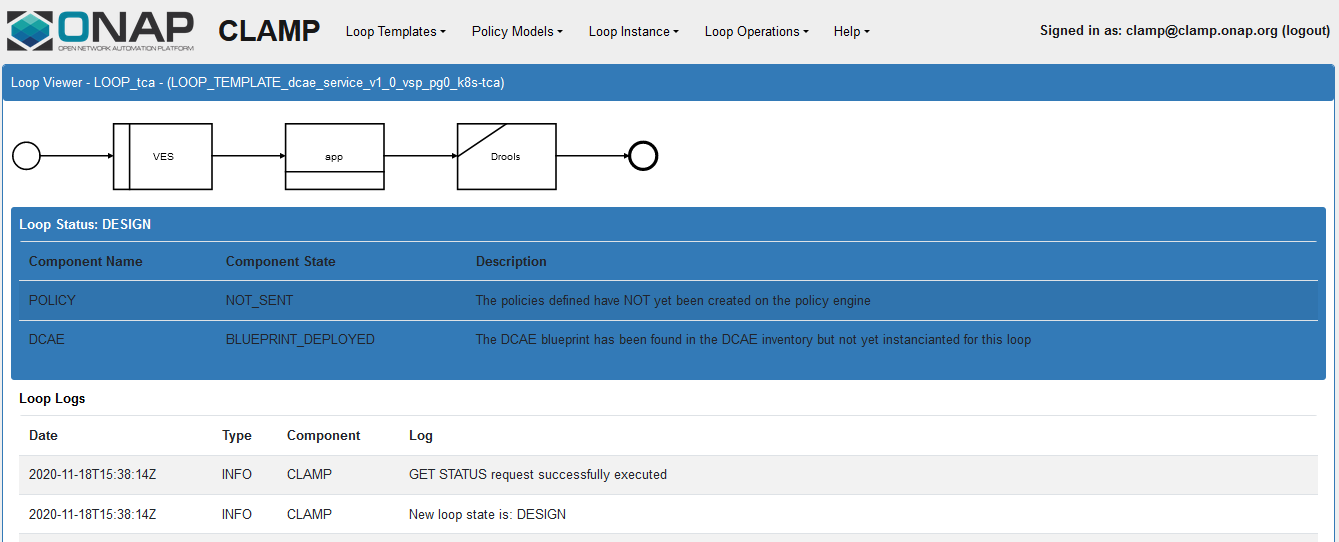 ONAP
OPEN NETWORK AUTOMATION PLATFORM
CLAMP
Loop Templates Policy Models Loop Instance Loop Operations Help
Signed in as: clamp@clamp.onap.org (logout)
Loop Viewer - LOOP_tca - (LOOP_TEMPLATE_dcae_service_v1_0_vsp_pg0_k8s-tca)
VES app Drools
Loop Status: DESIGN
Component Name Component State Description
POLICY NOT_SENT The policies defined have NOT yet been created on the policy engine
DCAE BLUEPRINT_DEPLOYED The DCAE blueprint has been found in the DCAE inventory but not yet instancianted for this loop
Loop Logs
Date Type Component Log
2020-11-18T15:38:14Z INFO CLAMP GET STATUS request successfully executed
2020-11-18T15:38:14Z INFO CLAMP New loop state is: DESIGN